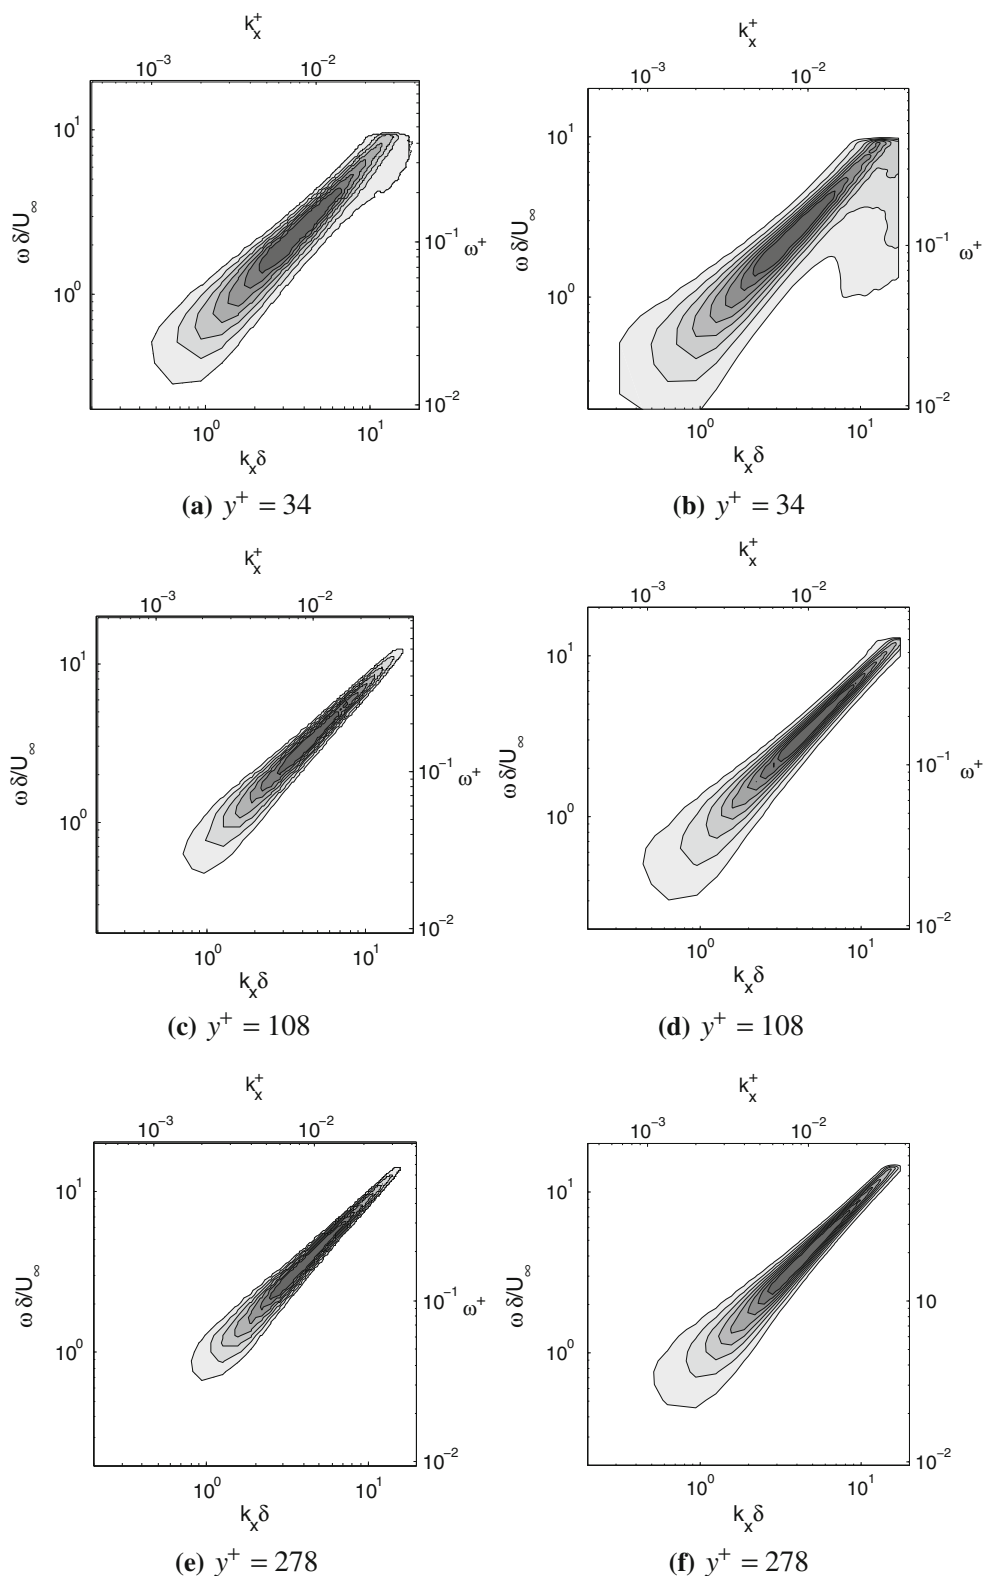 k_x^+
10^-3 10^-2
10^1
10^0
ω δ/U_∞
10^-1
ω^+
10^-2
10^0 10^1
k_x δ
(a) y^+ = 34
k_x^+
10^-3 10^-2
10^1
10^0
ω δ/U_∞
10^-1
ω^+
10^-2
10^0 10^1
k_x δ
(b) y^+ = 34
k_x^+
10^-3 10^-2
10^1
10^0
ω δ/U_∞
10^-1
ω^+
10^-2
10^0 10^1
k_x δ
(c) y^+ = 108
k_x^+
10^-3 10^-2
10^1
10^0
ω δ/U_∞
10^-1
ω^+
10^-2
10^0 10^1
k_x δ
(d) y^+ = 108
k_x^+
10^-3 10^-2
10^1
10^0
ω δ/U_∞
10^-1
ω^+
10^-2
10^0 10^1
k_x δ
(e) y^+ = 278
k_x^+
10^-3 10^-2
10^1
10^0
ω δ/U_∞
10
10^-2
10^0 10^1
k_x δ
(f) y^+ = 278